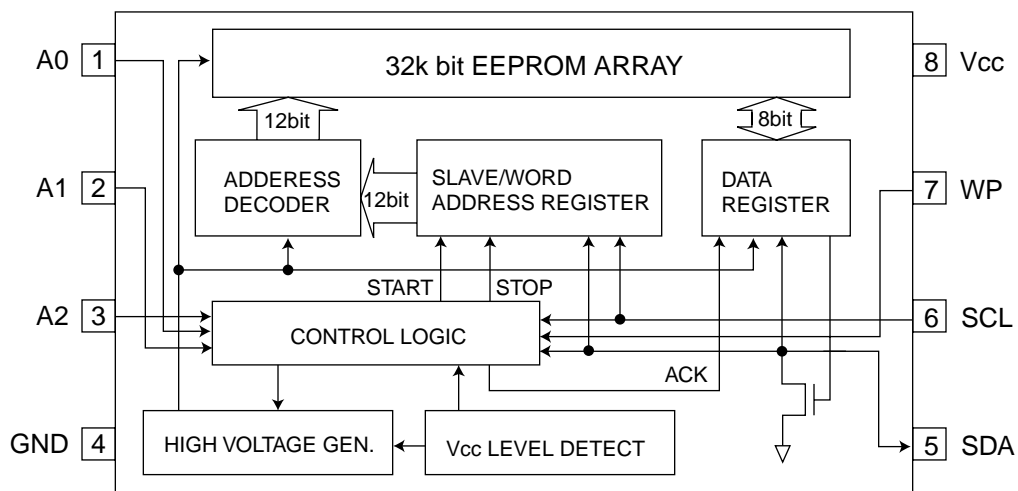 A0 1
32k bit EEPROM ARRAY
8 Vcc
12bit
8bit
A1 2
ADDERESS
DECODER
12bit
SLAVE/WORD
ADDRESS REGISTER
DATA
REGISTER
7 WP
START
STOP
A2 3
CONTROL LOGIC
6 SCL
ACK
GND 4
HIGH VOLTAGE GEN.
Vcc LEVEL DETECT
5 SDA